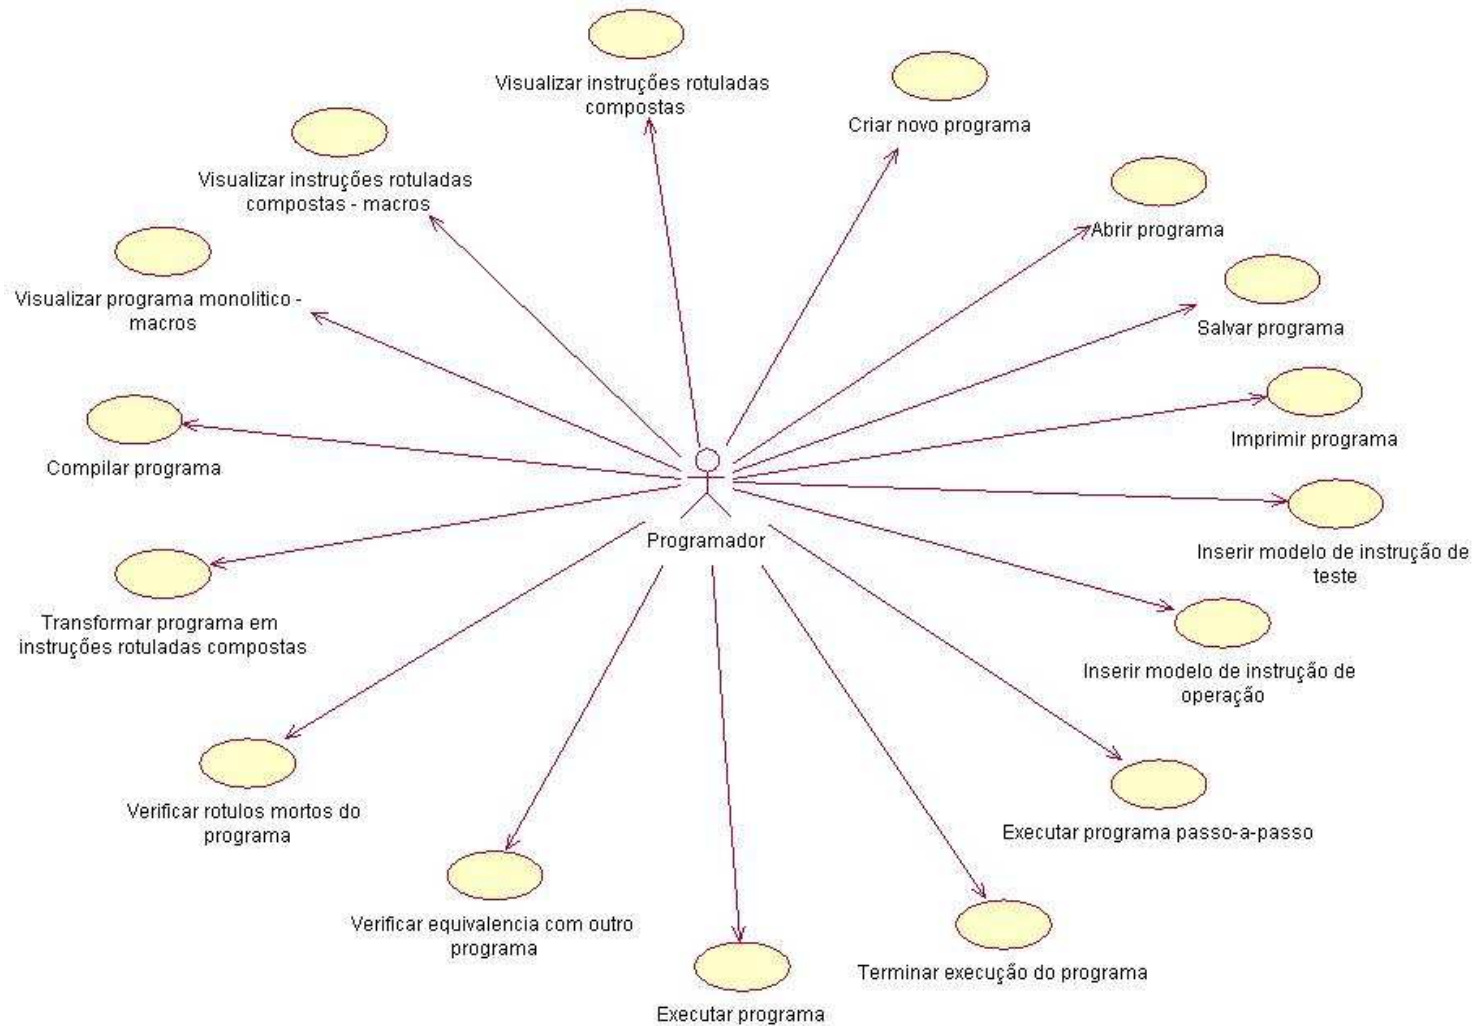 Visualizar instruções rotuladas
compostas
Criar novo programa
Visualizar instruções rotuladas
compostas - macros
Abrir programa
Visualizar programa monolitico -
macros
Salvar programa
Compilar programa
Imprimir programa
Programador
Inserir modelo de instrução de
teste
Transformar programa em
instruções rotuladas compostas
Inserir modelo de instrução de
operação
Verificar rotulos mortos do
programa
Executar programa passo-a-passo
Verificar equivalencia com outro
programa
Terminar execução do programa
Executar programa